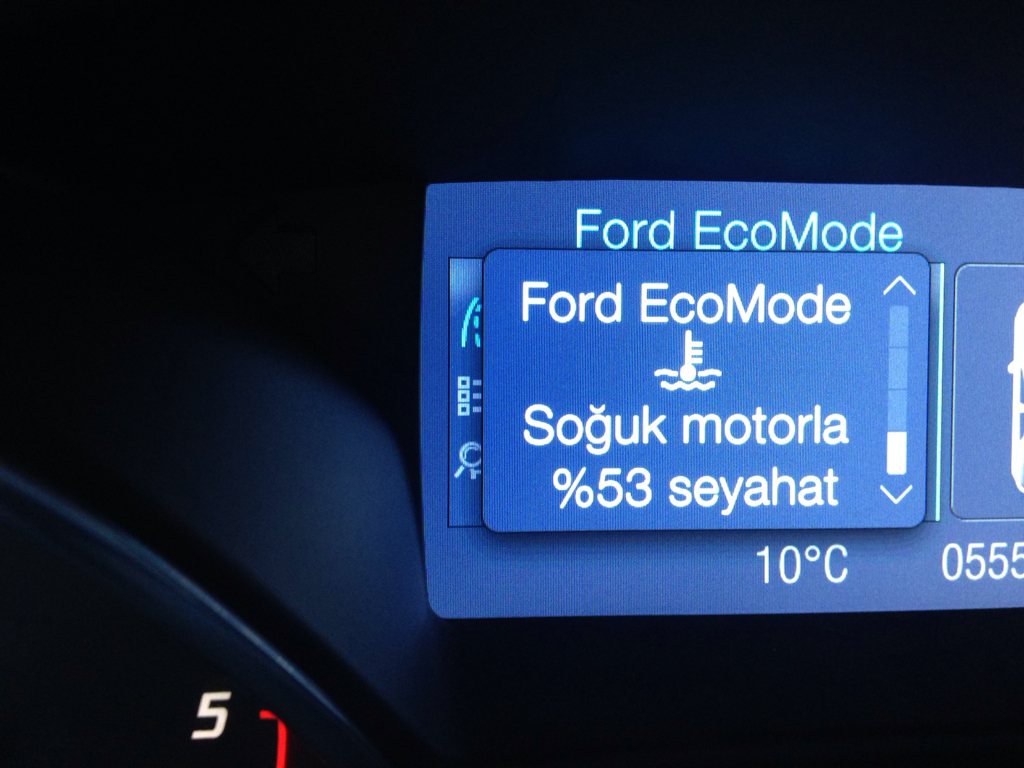 Ford EcoMode
Ford EcoMode
Soğuk motorla
%53 seyahat
10°C
0555
5